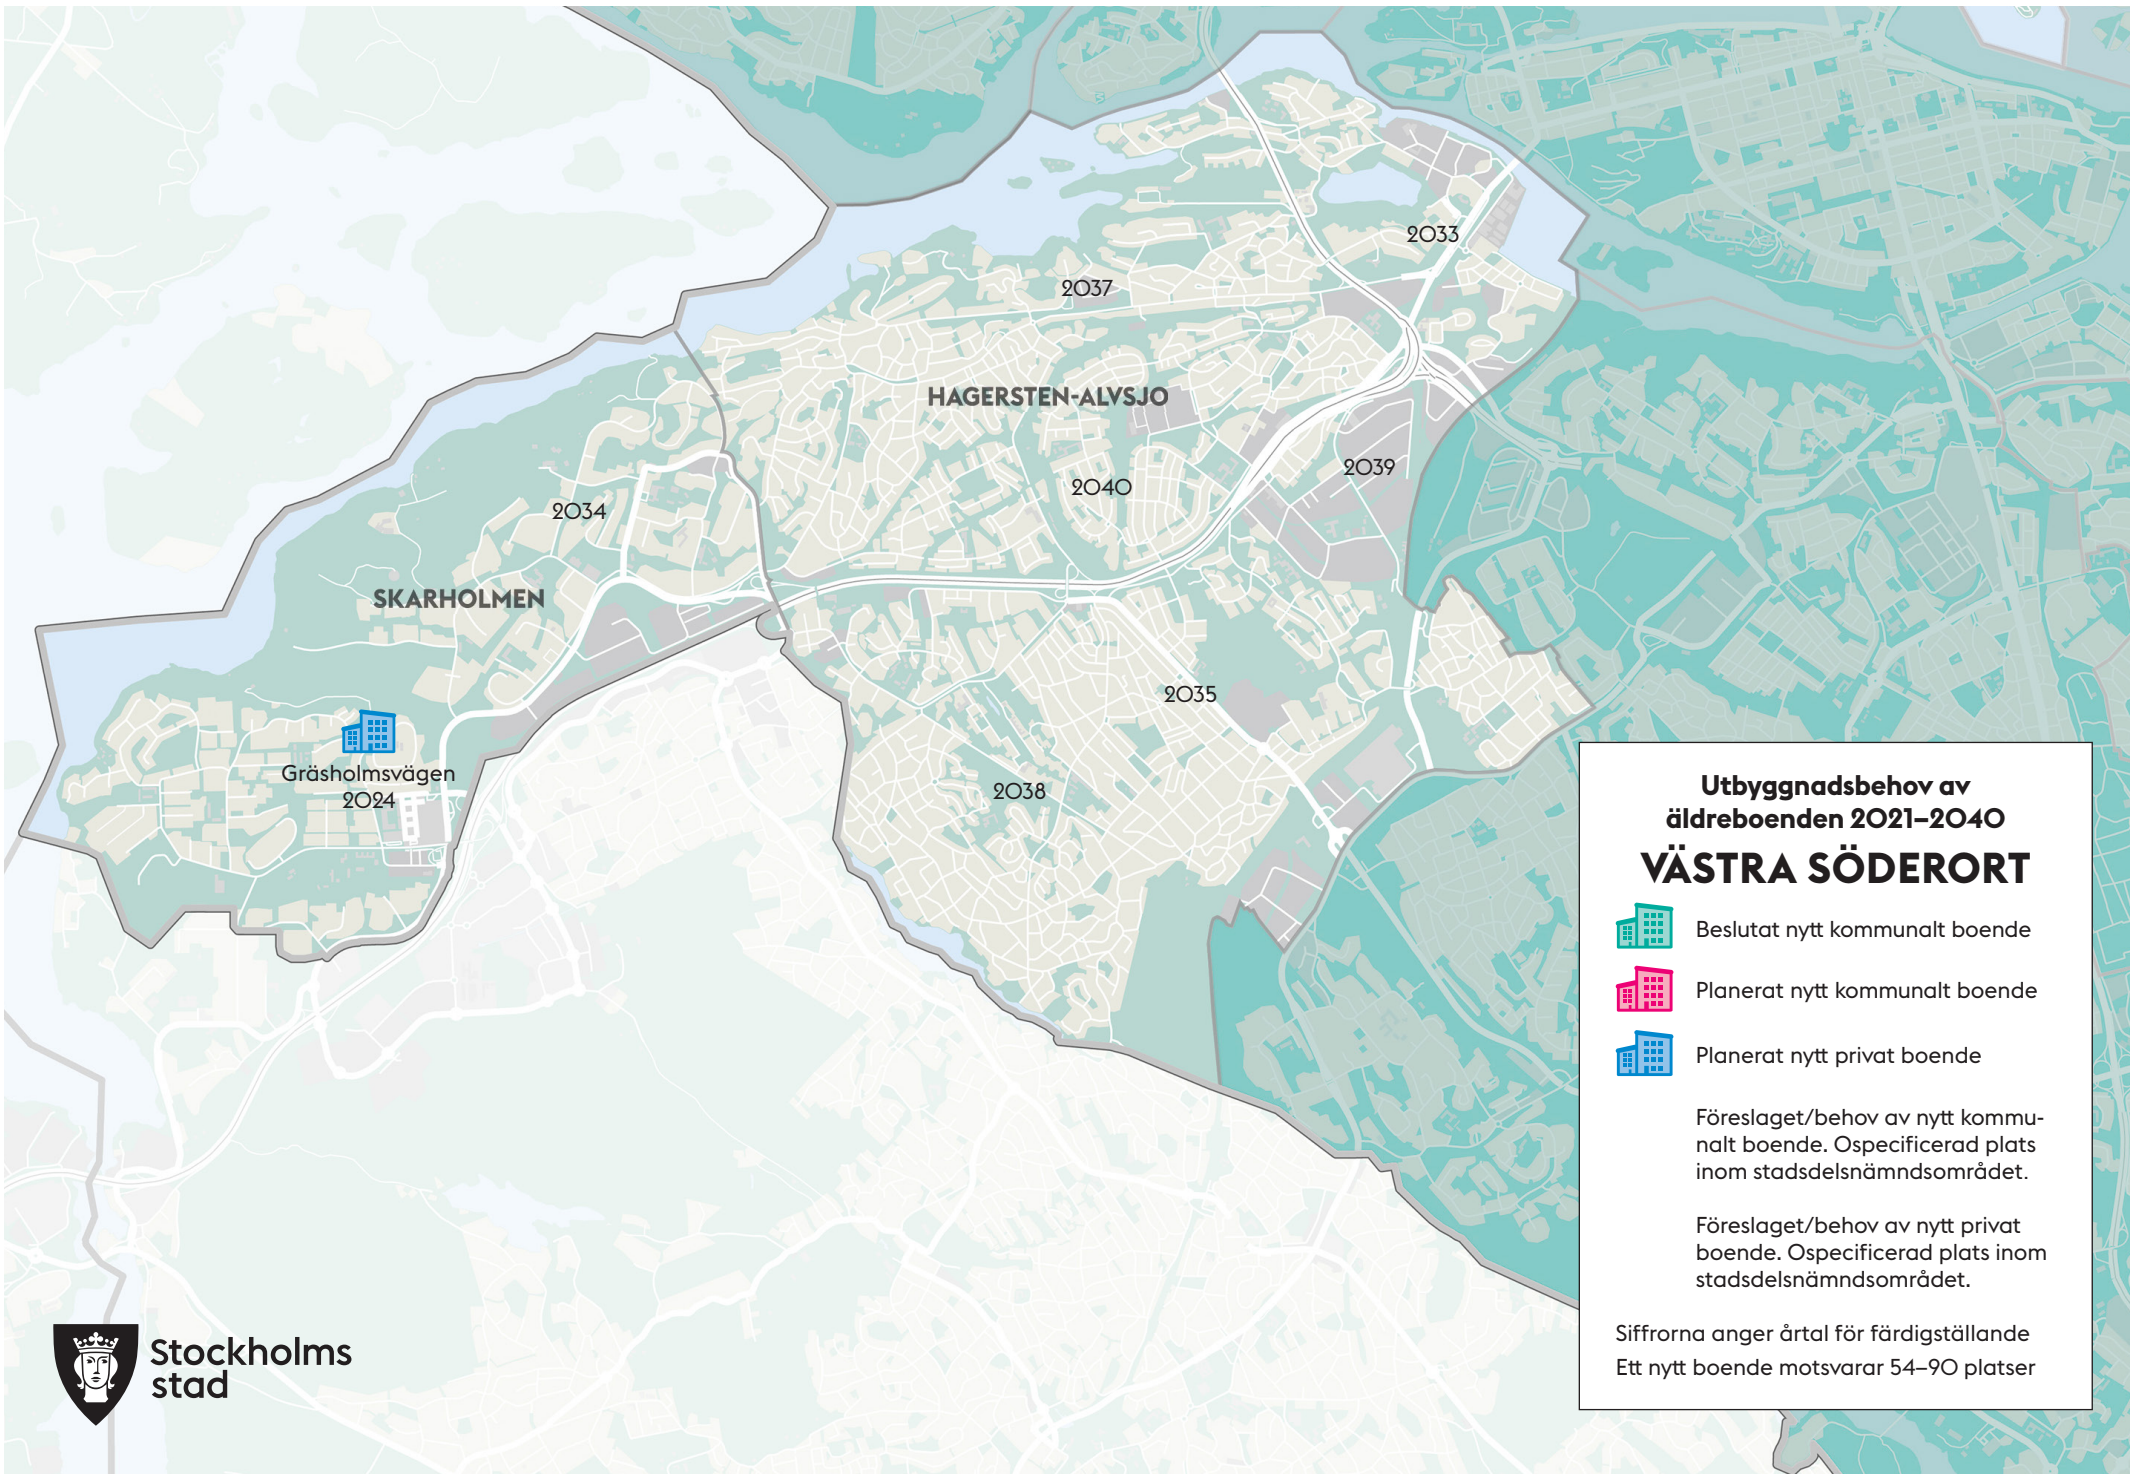 2033
2037
HAGERSTEN-ALVSJO
2039
2040
2034
SKARHOLMEN
2035
Gräsholmsvägen
2024
2038
Utbyggnadsbehov av
äldreboenden 2021–2040
VÄSTRA SÖDERORT
Beslutat nytt kommunalt boende
Planerat nytt kommunalt boende
Planerat nytt privat boende
Föreslaget/behov av nytt kommu-
nalt boende. Ospecificerad plats
inom stadsdelsnämndsområdet.
Föreslaget/behov av nytt privat
boende. Ospecificerad plats inom
stadsdelsnämndsområdet.
Siffrorna anger årtal för färdigställande
Ett nytt boende motsvarar 54–90 platser
Stockholms
stad